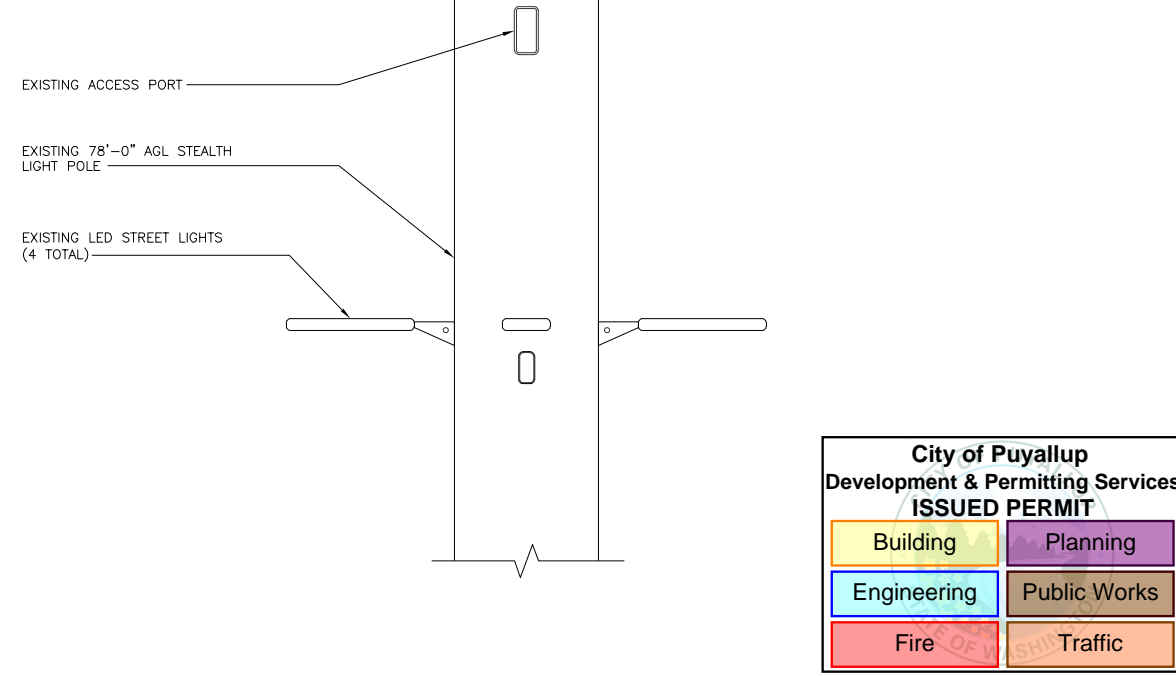 EXISTING ACCESS PORT
EXISTING 78'-0" AGL STEALTH
LIGHT POLE
EXISTING LED STREET LIGHTS
(4 TOTAL)
City of Puyallup
Development & Permitting Services
ISSUED PERMIT
Building
Planning
Engineering
Public Works
Fire
Traffic